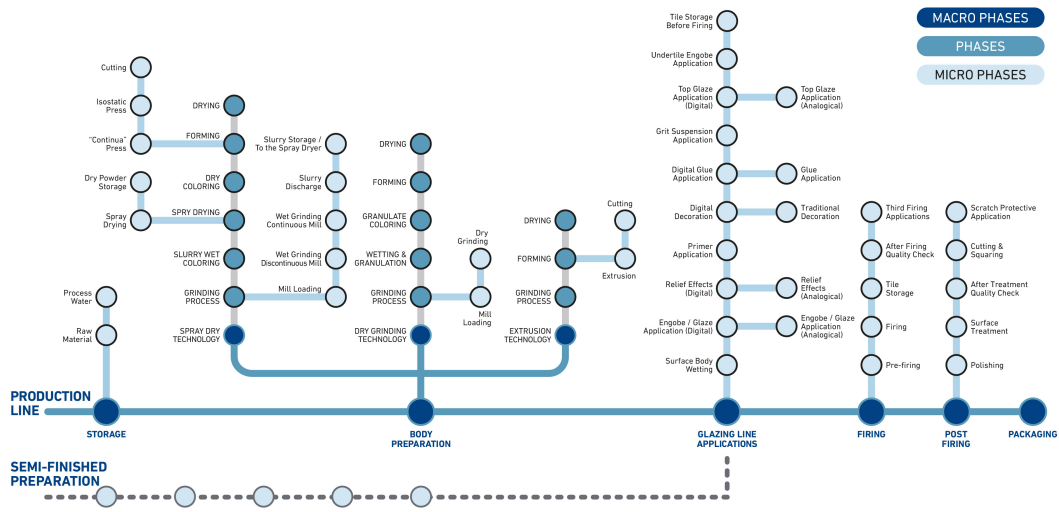 MACRO PHASES
PHASES
MICRO PHASES
Cutting
Isostatic
Press
"Continua"
Press
Dry Powder
Storage
Spray
Drying
Process
Water
Raw
Material
DRYING
FORMING
DRY
COLORING
SPRY DRYING
SLURRY WET
COLORING
GRINDING
PROCESS
SPRAY DRY
TECHNOLOGY
Slurry Storage /
To the Spray Dryer
Slurry
Discharge
Wet Grinding
Continuous Mill
Wet Grinding
Discontinuous Mill
Mill Loading
DRYING
FORMING
GRANULATE
COLORING
WETTING &
GRANULATION
GRINDING
PROCESS
DRY GRINDING
TECHNOLOGY
Dry
Grinding
Mill
Loading
DRYING
FORMING
GRINDING
PROCESS
EXTRUSION
TECHNOLOGY
Cutting
Extrusion
Tile Storage
Before Firing
Undertile Engobe
Application
Top Glaze
Application
(Digital)
Top Glaze
Application
(Analogical)
Grit Suspension
Application
Digital Glue
Application
Glue
Application
Digital
Decoration
Traditional
Decoration
Primer
Application
Relief Effects
(Digital)
Relief
Effects
(Analogical)
Engobe / Glaze
Application (Digital)
Engobe / Glaze
Application
(Analogical)
Surface Body
Wetting
Third Firing
Applications
After Firing
Quality Check
Tile
Storage
Firing
Pre-firing
Scratch Protective
Application
Cutting &
Squaring
After Treatment
Quality Check
Surface
Treatment
Polishing
PRODUCTION
LINE
STORAGE
BODY
PREPARATION
GLAZING LINE
APPLICATIONS
FIRING
POST
FIRING
PACKAGING
SEMI-FINISHED
PREPARATION